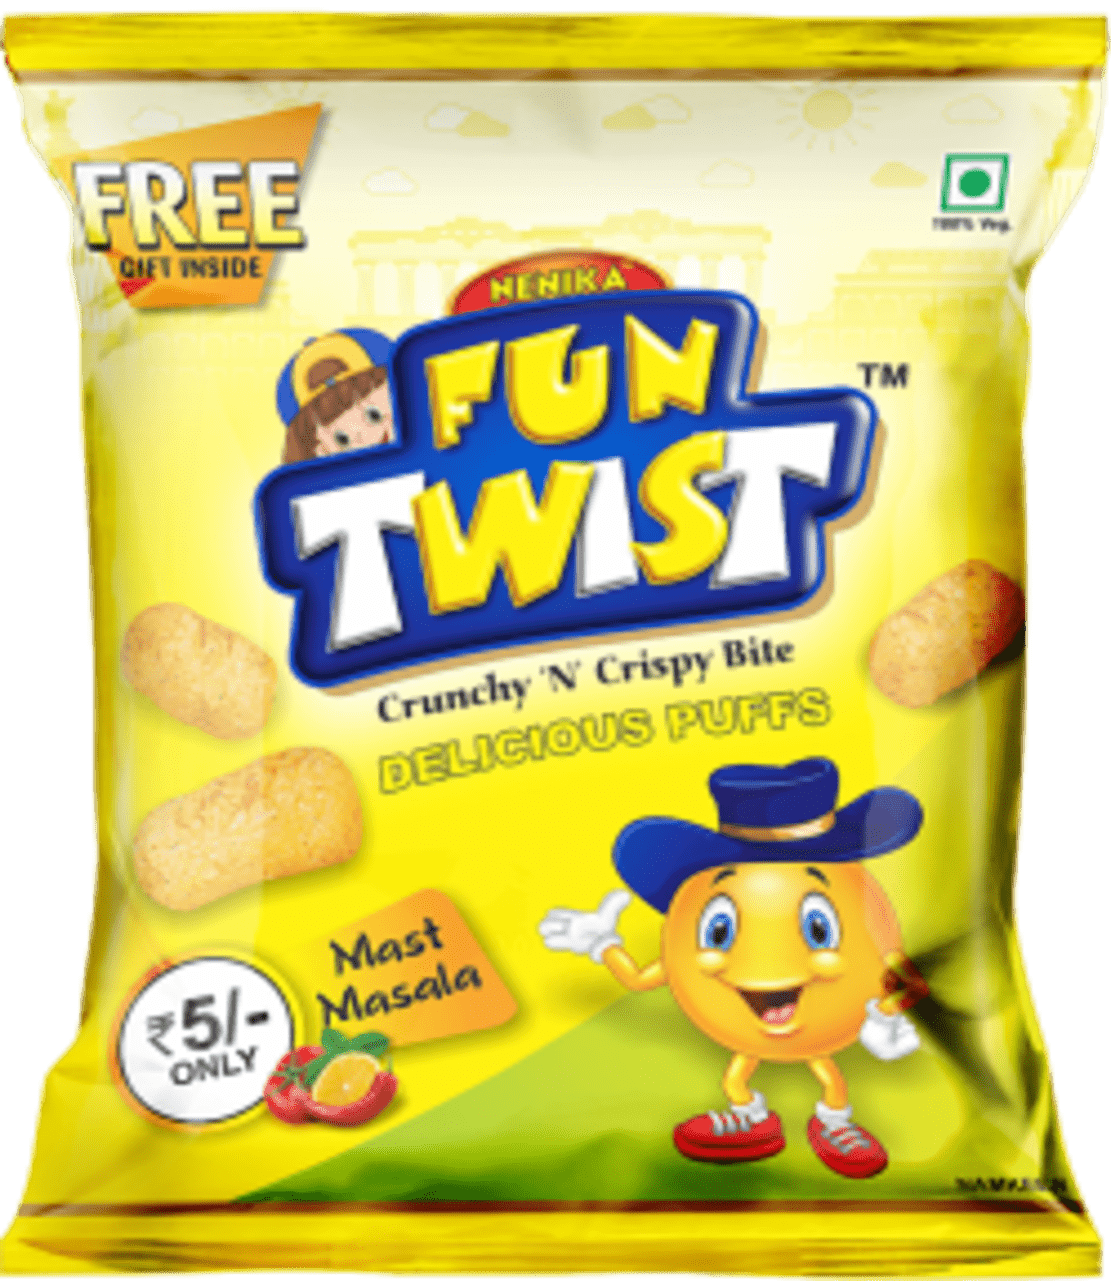 FREE
GIFT INSIDE
100% Veg.
NENIKA
FUN
TWIST
TM
Crunchy 'N' Crispy Bite
DELICIOUS PUFFS
Mast
Masala
₹5/-
ONLY
NAMKEEN